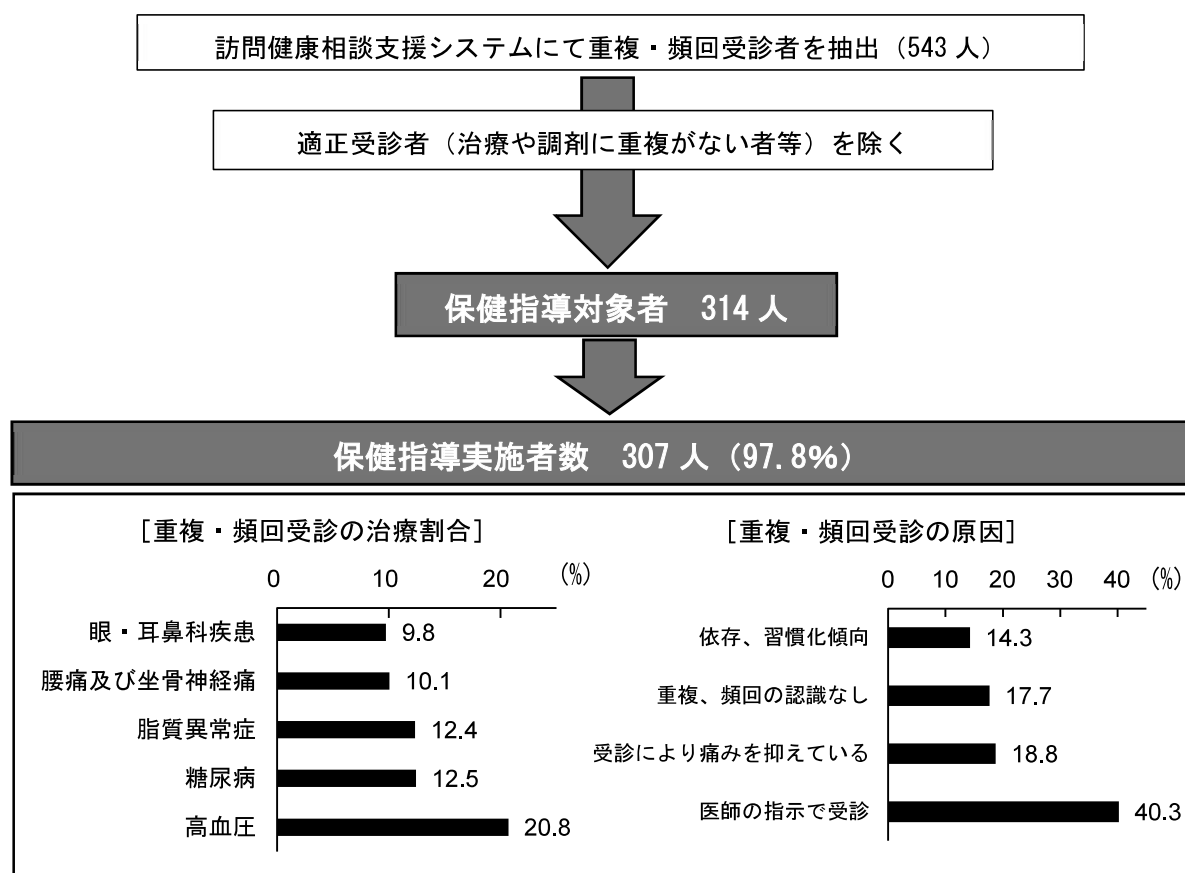 訪問健康相談支援システムにて重複・頻回受診者を抽出（543 人）
適正受診者（治療や調剤に重複がない者等）を除く
保健指導対象者　314 人
保健指導実施者数　307 人（97.8％）
［重複・頻回受診の治療割合］
0 10 20 (%)
眼・耳鼻科疾患 9.8
腰痛及び坐骨神経痛 10.1
脂質異常症 12.4
糖尿病 12.5
高血圧 20.8
［重複・頻回受診の原因］
0 10 20 30 40 (%)
依存、習慣化傾向 14.3
重複、頻回の認識なし 17.7
受診により痛みを抑えている 18.8
医師の指示で受診 40.3